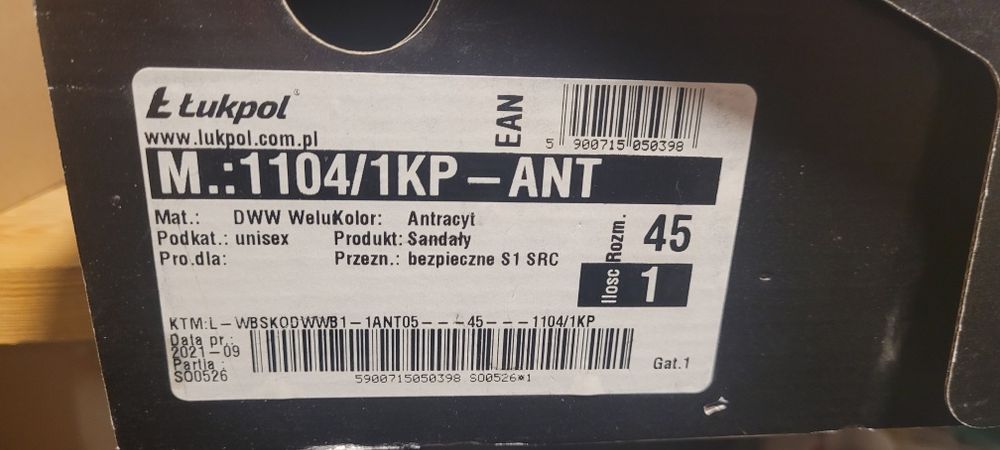 Łukpol®
www.lukpol.com.pl
EAN
5 900715 050398
M.:1104/1KP-ANT
Mat.: DWW Welur Kolor: Antracyt
Podkat.: unisex Produkt: Sandały
Pro.dla: Przezn.: bezpieczne S1 SRC
Rozm. 45
Ilosc 1
KTM:L-WBSKODWWB1-1ANT05---45---1104/1KP
Data pr.:
2021-09
Partia :
S00526
5900715050398 S00526*1
Gat.1